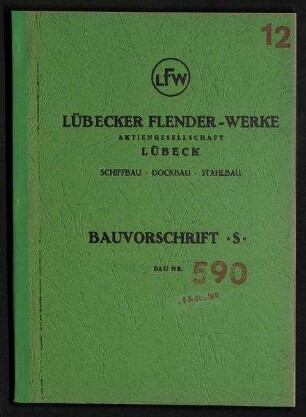 12
LFW
LÜBECKER FLENDER-WERKE
AKTIENGESELLSCHAFT
LÜBECK
SCHIFFBAU · DOCKBAU · STAHLBAU
BAUVORSCHRIFT ·S·
BAU NR. 590